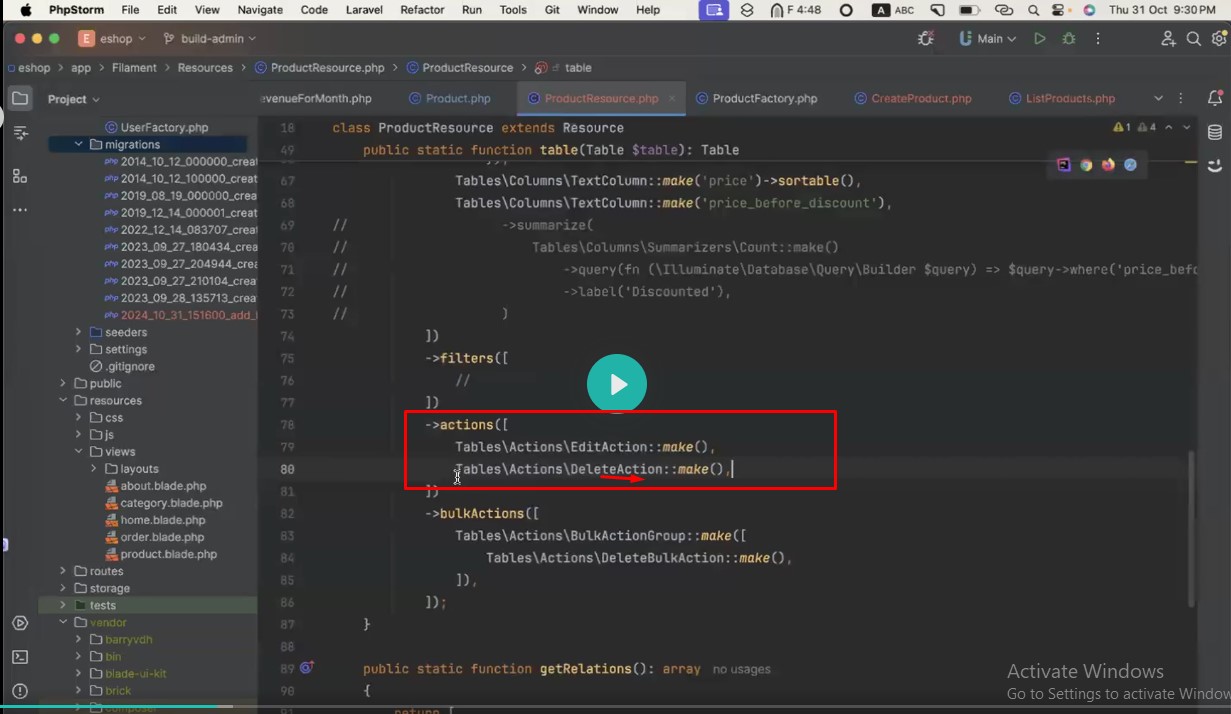 PhpStorm File Edit View Navigate Code Laravel Refactor Run Tools Git Window Help F 4:48 A ABC Thu 31 Oct 9:30 PM
E eshop build-admin Main
eshop app Filament Resources ProductResource.php ProductResource table
Project
evenueForMonth.php Product.php ProductResource.php ProductFactory.php CreateProduct.php ListProducts.php
UserFactory.php
migrations
2014_10_12_000000_creat
2014_10_12_100000_creat
2019_08_19_000000_creat
2019_12_14_000001_creat
2022_12_14_083707_creat
2023_09_27_180434_crea
2023_09_27_204944_crea
2023_09_27_210104_creat
2023_09_28_135713_creat
2024_10_31_151600_add_
seeders
settings
.gitignore
public
resources
css
js
views
layouts
about.blade.php
category.blade.php
home.blade.php
order.blade.php
product.blade.php
routes
storage
tests
vendor
barryvdh
bin
blade-ui-kit
brick
composer
18 class ProductResource extends Resource
1 4
49 public static function table(Table $table): Table
67 Tables\Columns\TextColumn::make('price')->sortable(),
68 Tables\Columns\TextColumn::make('price_before_discount'),
69 // ->summarize(
70 // Tables\Columns\Summarizers\Count::make()
71 // ->query(fn (\Illuminate\Database\Query\Builder $query) => $query->where('price_befo
72 // ->label('Discounted'),
73 // )
74 ])
75 ->filters([
76 //
77 ])
78 ->actions([
79 Tables\Actions\EditAction::make(),
80 Tables\Actions\DeleteAction::make(),
81 ])
82 ->bulkActions([
83 Tables\Actions\BulkActionGroup::make([
84 Tables\Actions\DeleteBulkAction::make(),
85 ]),
86 ]);
87 }
88
89 public static function getRelations(): array no usages
90 {
91 return [
Activate Windows
Go to Settings to activate Window